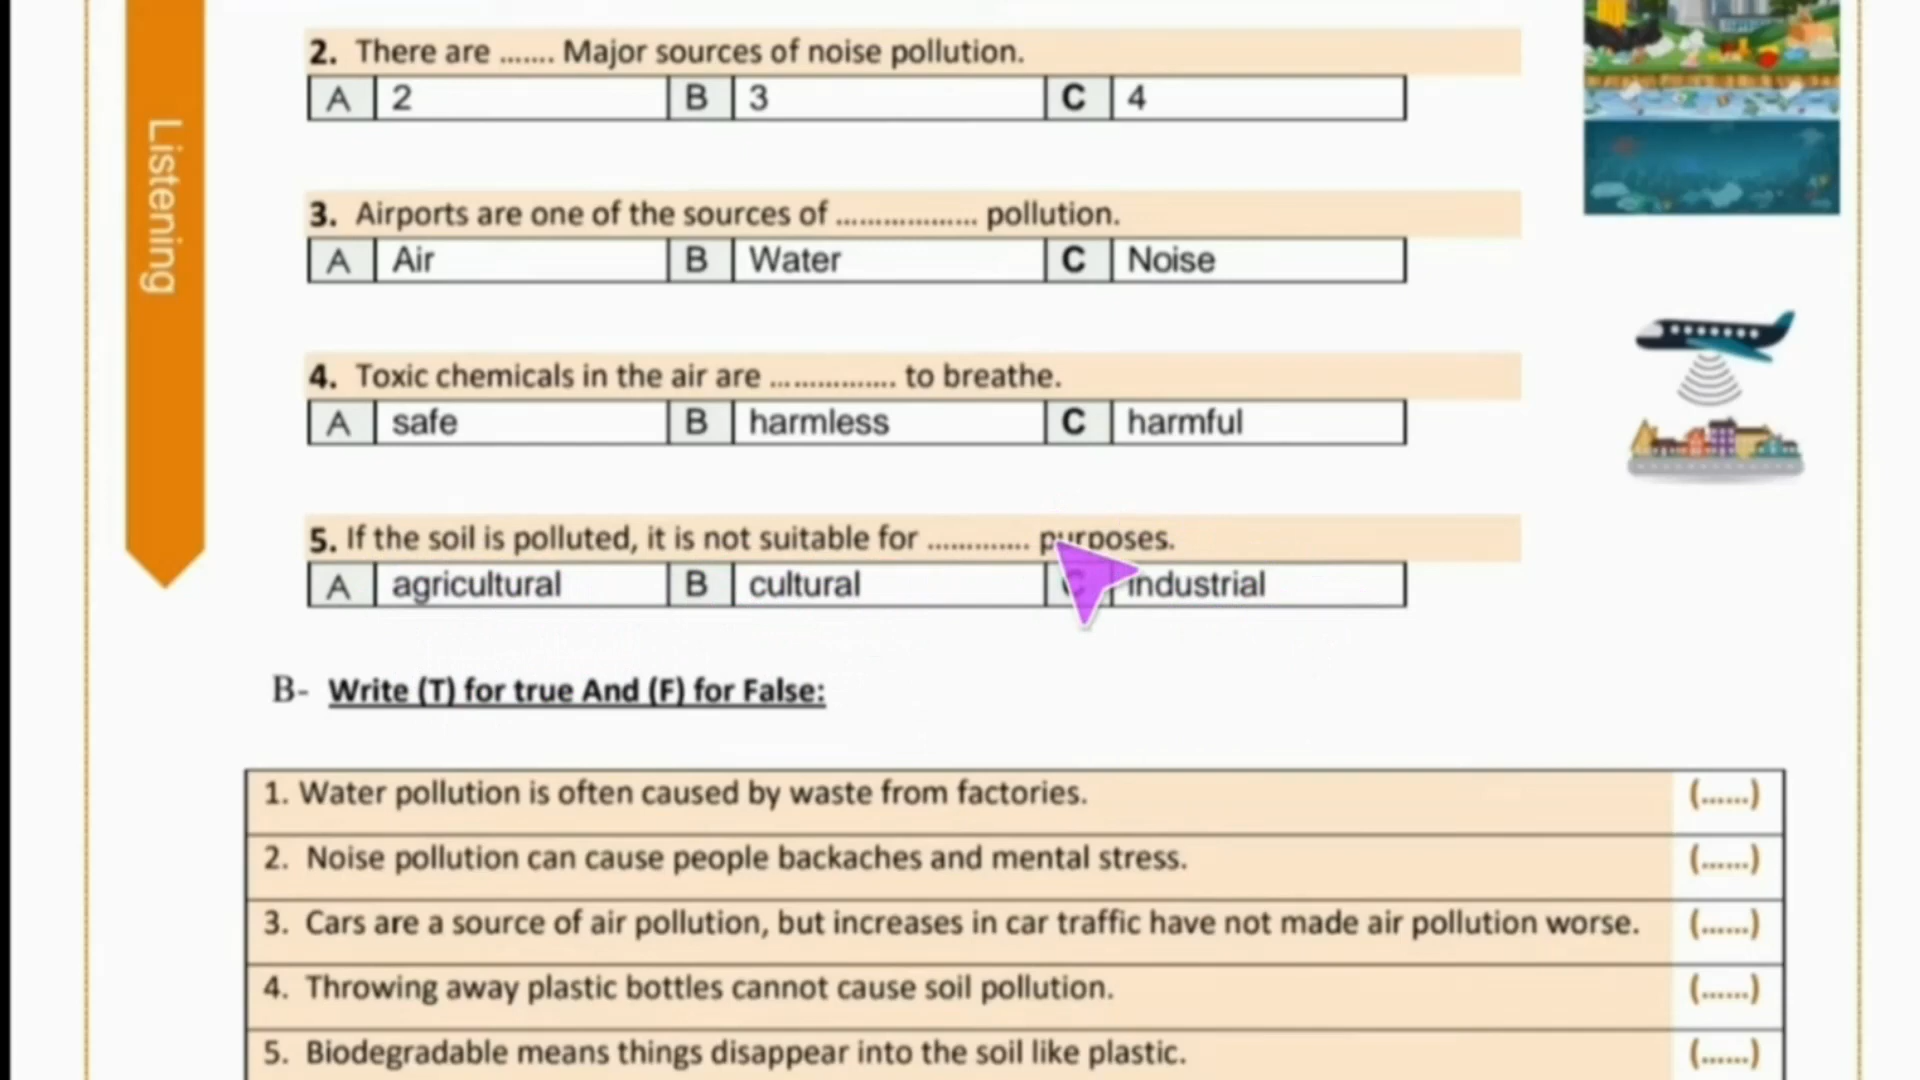 Listening
2. There are ....... Major sources of noise pollution.
A 2 B 3 C 4
3. Airports are one of the sources of .................. pollution.
A Air B Water C Noise
4. Toxic chemicals in the air are ................ to breathe.
A safe B harmless C harmful
5. If the soil is polluted, it is not suitable for ............. purposes.
A agricultural B cultural C industrial
B- Write (T) for true And (F) for False:
1. Water pollution is often caused by waste from factories. (......)
2. Noise pollution can cause people backaches and mental stress. (......)
3. Cars are a source of air pollution, but increases in car traffic have not made air pollution worse. (......)
4. Throwing away plastic bottles cannot cause soil pollution. (......)
5. Biodegradable means things disappear into the soil like plastic. (......)